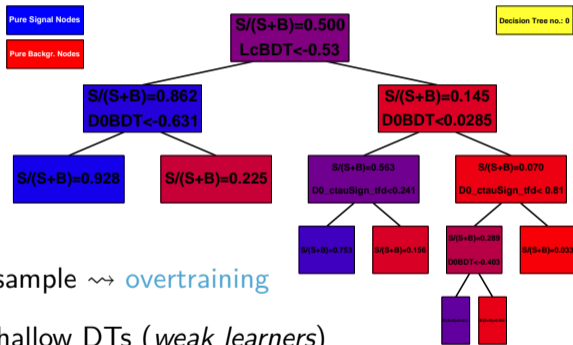 Pure Signal Nodes
Pure Backgr. Nodes
Decision Tree no.: 0
S/(S+B)=0.500
LcBDT<-0.53
S/(S+B)=0.862
D0BDT<-0.631
S/(S+B)=0.145
D0BDT<0.0285
S/(S+B)=0.928
S/(S+B)=0.225
S/(S+B)=0.563
D0_ctauSign_tfd<0.241
S/(S+B)=0.070
D0_ctauSign_tfd< 0.81
S/(S+B)=0.753
S/(S+B)=0.156
S/(S+B)=0.289
D0BDT<-0.403
S/(S+B)=0.033
sample ⇝ overtraining
hallow DTs (weak learners)